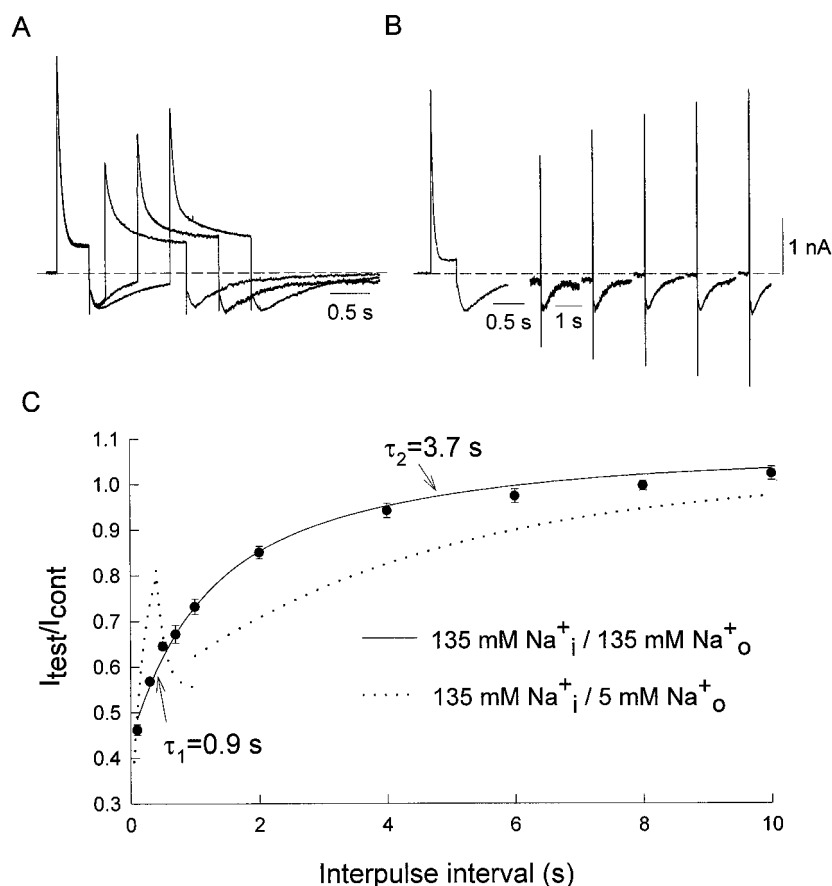 A
B
0.5 s
0.5 s
1 s
1 nA
C
1.1
1.0
0.9
0.8
0.7
0.6
0.5
0.4
0.3
Itest/Icont
τ2=3.7 s
τ1=0.9 s
135 mM Na+i / 135 mM Na+o
135 mM Na+i / 5 mM Na+o
0 2 4 6 8 10
Interpulse interval (s)